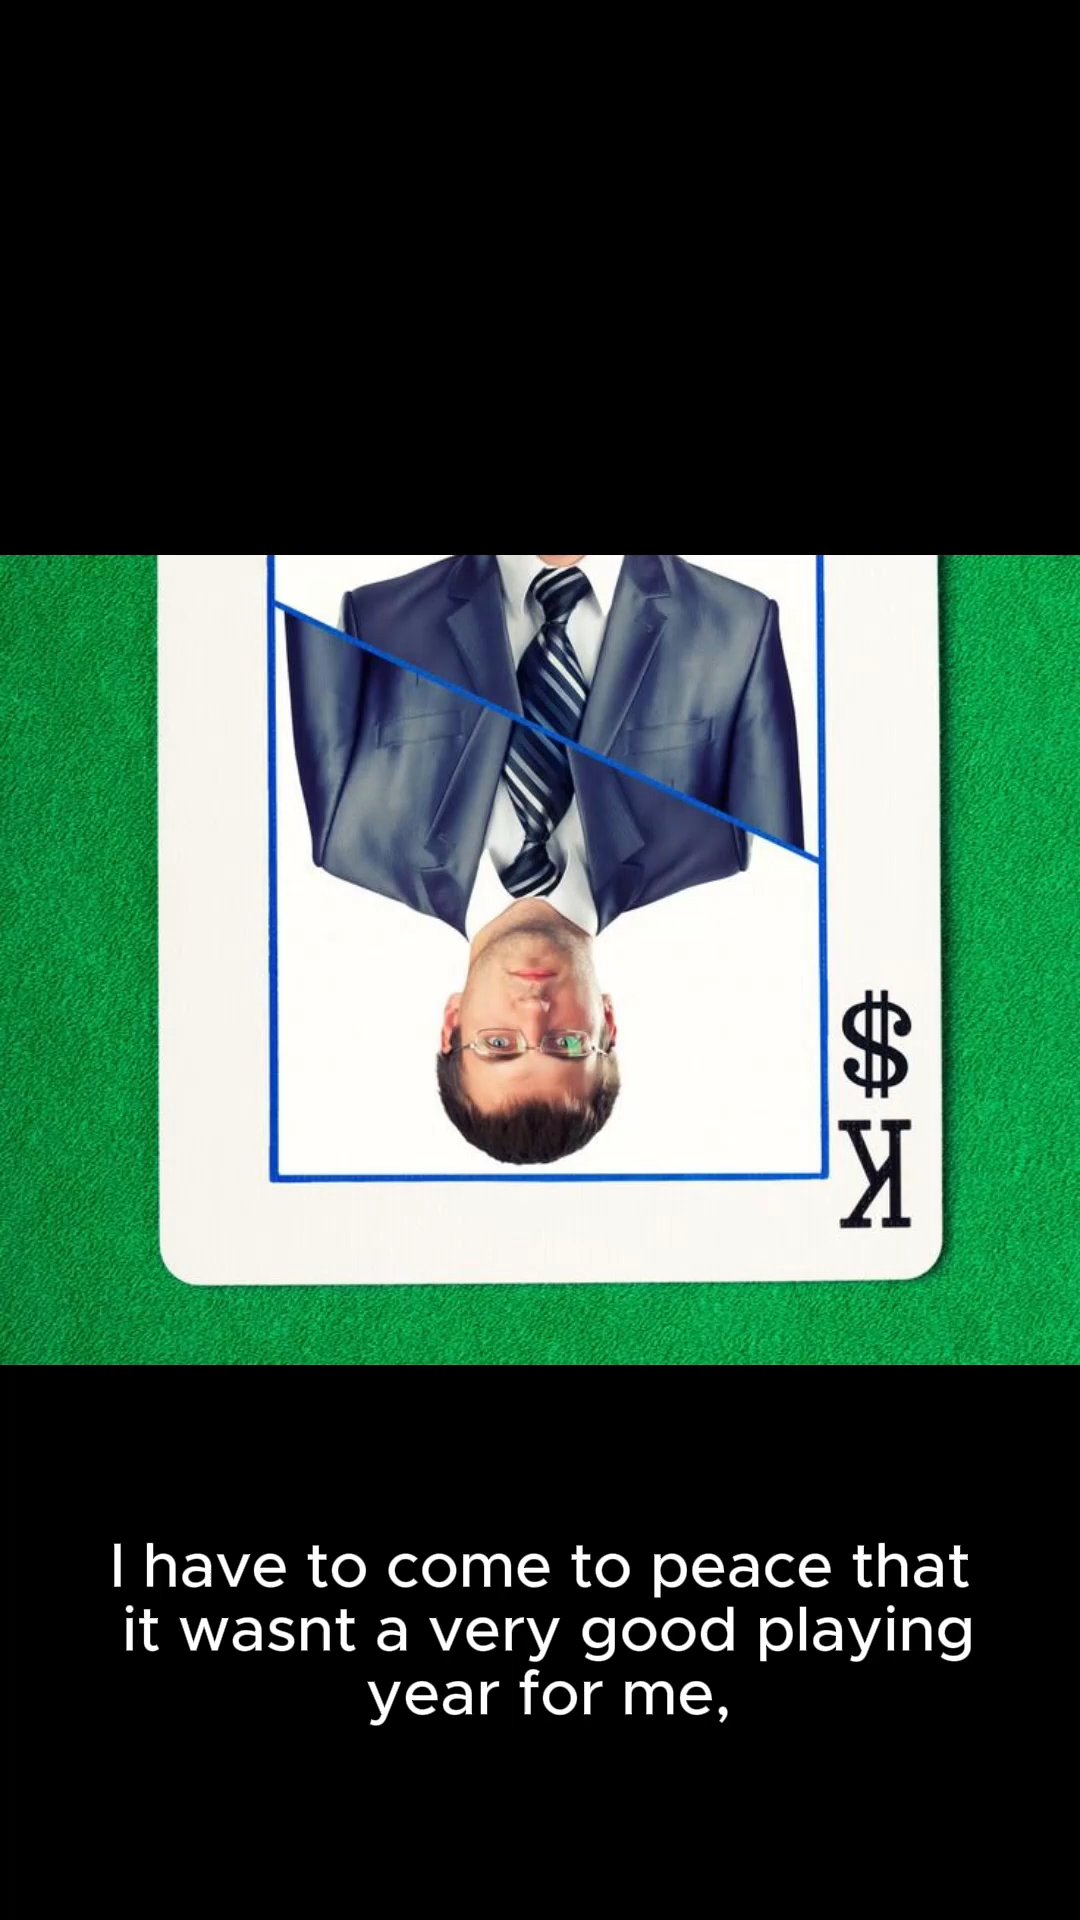 $
K
I have to come to peace that
it wasnt a very good playing
year for me,